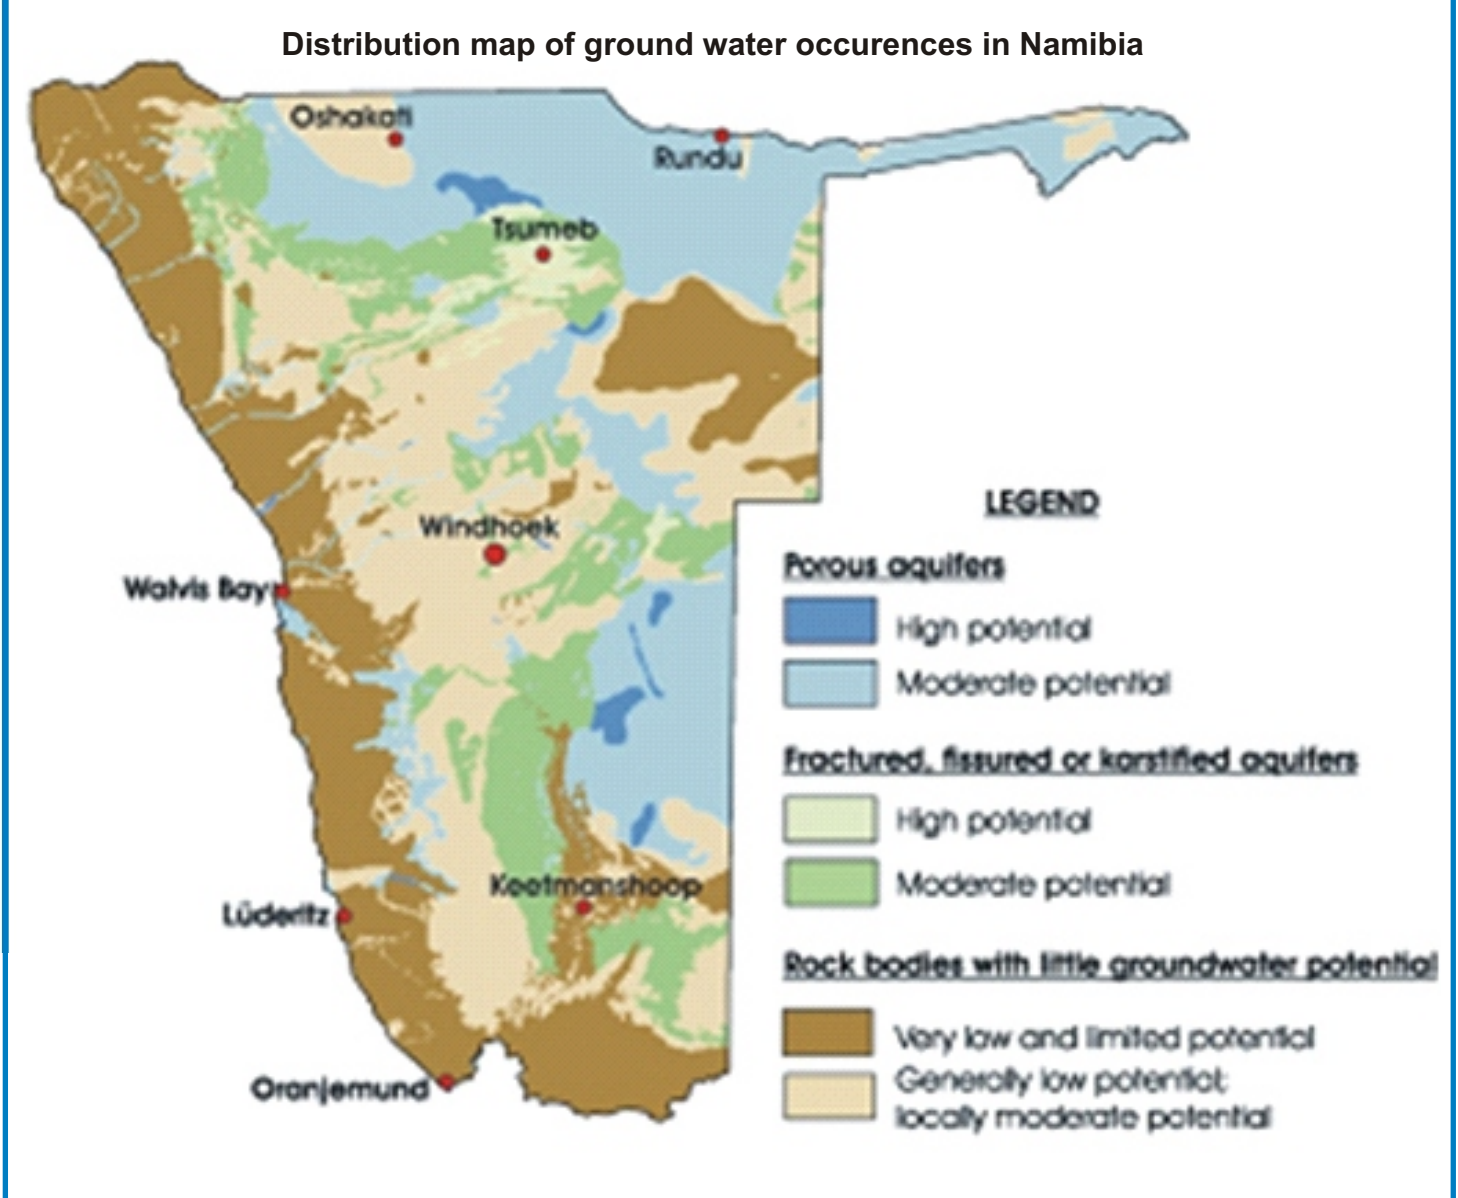 Distribution map of ground water occurences in Namibia
Oshakati
Rundu
Tsumeb
LEGEND
Windhoek
Porous aquifers
Walvis Bay
High potential
Moderate potential
Fractured, fissured or karstified aquifers
High potential
Keetmanshoop
Moderate potential
Lüderitz
Rock bodies with little groundwater potential
Very low and limited potential
Oranjemund
Generally low potential;
locally moderate potential